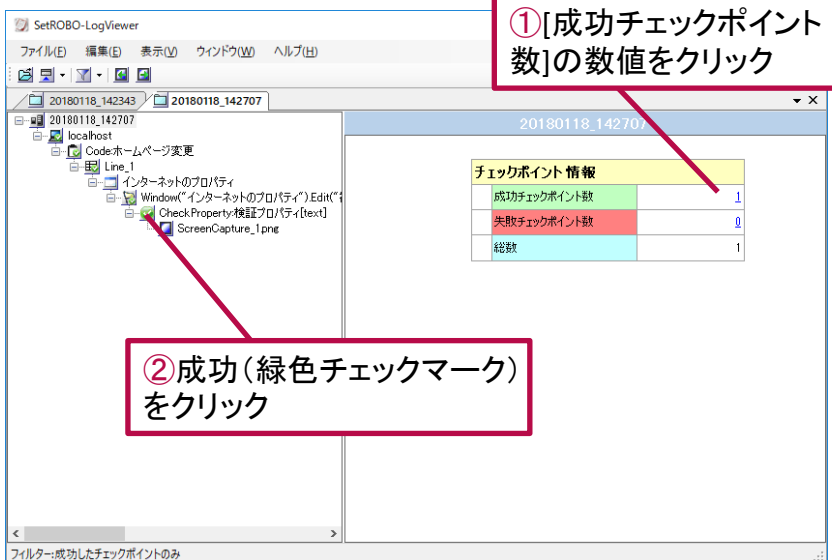 ①[成功チェックポイント
数]の数値をクリック
SetROBO-LogViewer
ファイル(F) 編集(E) 表示(V) ウィンドウ(W) ヘルプ(H)
20180118_142343 20180118_142707
20180118_142707
localhost
Code:ホームページ変更
Line_1
インターネットのプロパティ
Window("インターネットのプロパティ").Edit("
CheckProperty:検証プロパティ[text]
ScreenCapture_1.png
20180118_142707
チェックポイント情報
成功チェックポイント数 1
失敗チェックポイント数 0
総数 1
②成功(緑色チェックマーク)
をクリック
フィルター:成功したチェックポイントのみ